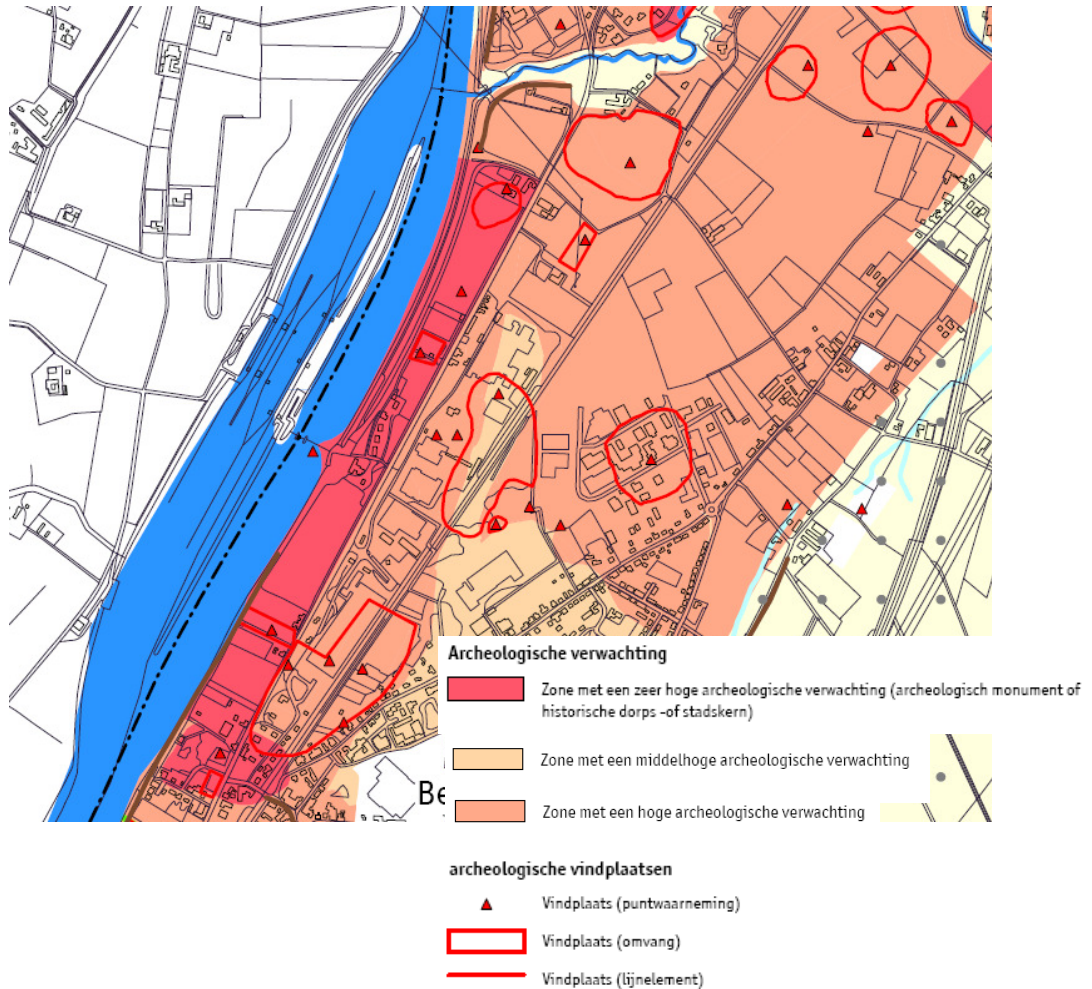 Archeologische verwachting
Zone met een zeer hoge archeologische verwachting (archeologisch monument of
historische dorps -of stadskern)
Zone met een middelhoge archeologische verwachting
Be
Zone met een hoge archeologische verwachting
archeologische vindplaatsen
Vindplaats (puntwaarneming)
Vindplaats (omvang)
Vindplaats (lijnelement)